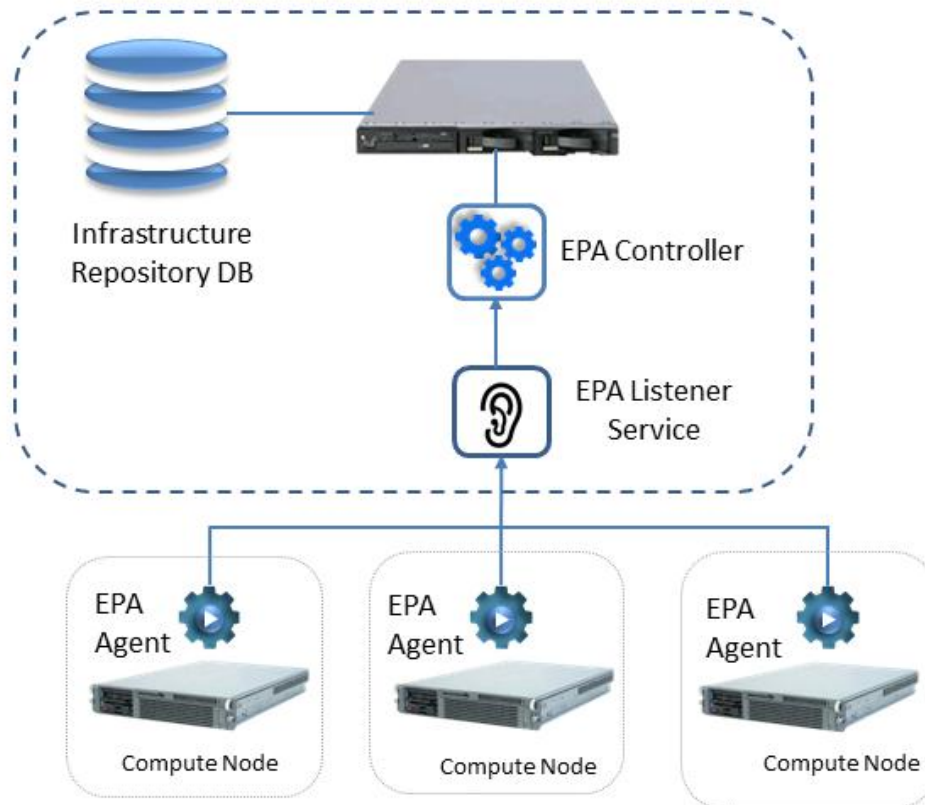 Infrastructure
Repository DB
EPA Controller
EPA Listener
Service
EPA
Agent
Compute Node
EPA
Agent
Compute Node
EPA
Agent
Compute Node